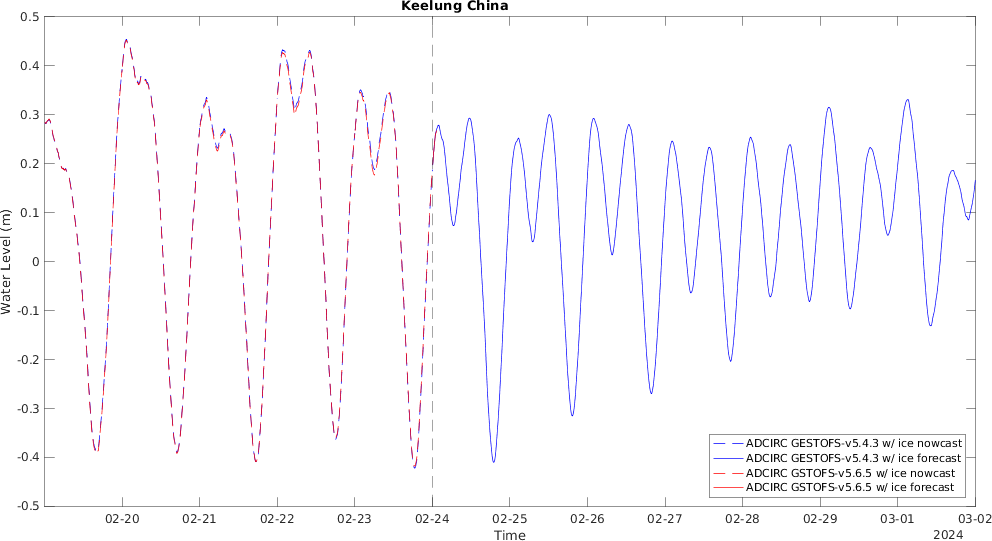 Keelung China
0.5
0.4
0.3
0.2
0.1
0
-0.1
-0.2
-0.3
-0.4
-0.5
Water Level (m)
ADCIRC GESTOFS-v5.4.3 w/ ice nowcast
ADCIRC GESTOFS-v5.4.3 w/ ice forecast
ADCIRC GSTOFS-v5.6.5 w/ ice nowcast
ADCIRC GSTOFS-v5.6.5 w/ ice forecast
02-20 02-21 02-22 02-23 02-24 02-25 02-26 02-27 02-28 02-29 03-01 03-02
Time
2024